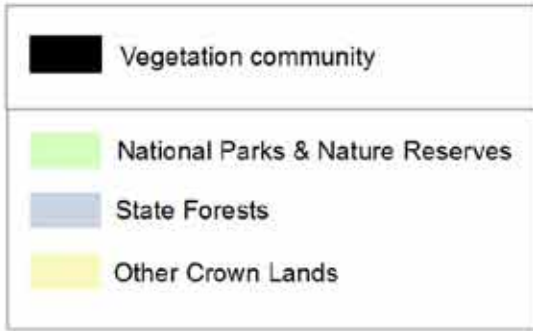 Vegetation community
National Parks & Nature Reserves
State Forests
Other Crown Lands